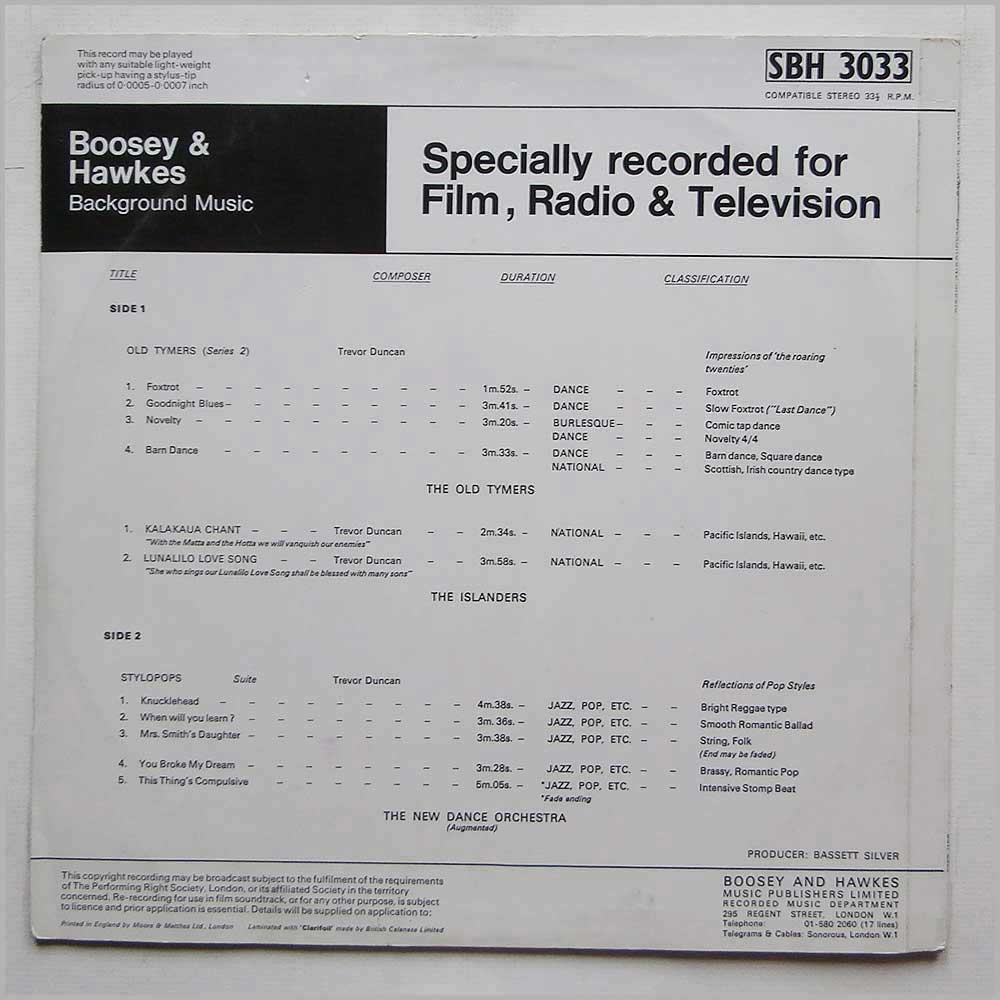 This record may be played
with any suitable light-weight
pick-up having a stylus-tip
radius of 0·0005-0·0007 inch
SBH 3033
COMPATIBLE STEREO 33⅓ R.P.M.
Boosey &
Hawkes
Background Music
Specially recorded for
Film, Radio & Television
TITLE COMPOSER DURATION CLASSIFICATION
SIDE 1
OLD TYMERS (Series 2) Trevor Duncan Impressions of 'the roaring
twenties'
1. Foxtrot – – – – – – – – – – 1m.52s. – DANCE – – – Foxtrot
2. Goodnight Blues – – – – – – – – – 3m.41s. – DANCE – – – Slow Foxtrot ("Last Dance")
3. Novelty – – – – – – – – – – 3m.20s. – BURLESQUE – – – Comic tap dance
DANCE – – – Novelty 4/4
4. Barn Dance – – – – – – – – – 3m.33s. – DANCE – – – Barn dance, Square dance
NATIONAL – – – Scottish, Irish country dance type
THE OLD TYMERS
1. KALAKAUA CHANT – – – Trevor Duncan – – 2m.34s. – NATIONAL – – – Pacific Islands, Hawaii, etc.
"With the Matta and the Hotta we will vanquish our enemies"
2. LUNALILO LOVE SONG – – – Trevor Duncan – – 3m.58s. – NATIONAL – – – Pacific Islands, Hawaii, etc.
"She who sings our Lunalilo Love Song shall be blessed with many sons"
THE ISLANDERS
SIDE 2
STYLOPOPS Suite Trevor Duncan Reflections of Pop Styles
1. Knucklehead – – – – – – – – – 4m.38s. – JAZZ, POP, ETC. – – Bright Reggae type
2. When will you learn? – – – – – – – – 3m.36s. – JAZZ, POP, ETC. – – Smooth Romantic Ballad
3. Mrs. Smith's Daughter – – – – – – – – 3m.38s. – JAZZ, POP, ETC. – – String, Folk
(End may be faded)
4. You Broke My Dream – – – – – – – – 3m.28s. – JAZZ, POP, ETC. – – Brassy, Romantic Pop
5. This Thing's Compulsive – – – – – – – 5m.05s. – *JAZZ, POP, ETC. – – Intensive Stomp Beat
*Fade ending
THE NEW DANCE ORCHESTRA
(Augmented)
PRODUCER: BASSETT SILVER
This copyright recording may be broadcast subject to the fulfilment of the requirements
of The Performing Right Society, London, or its affiliated Society in the territory
concerned. Re-recording for use in film soundtrack, or for any other purpose, is subject
to licence and prior application is essential. Details will be supplied on application to:
Printed in England by Moore & Matthes Ltd., London Laminated with 'Clarifoil' made by British Celanese Limited
BOOSEY AND HAWKES
MUSIC PUBLISHERS LIMITED
RECORDED MUSIC DEPARTMENT
295 REGENT STREET, LONDON W.1
Telephone: 01-580 2060 (17 lines)
Telegrams & Cables: Sonorous, London W.1